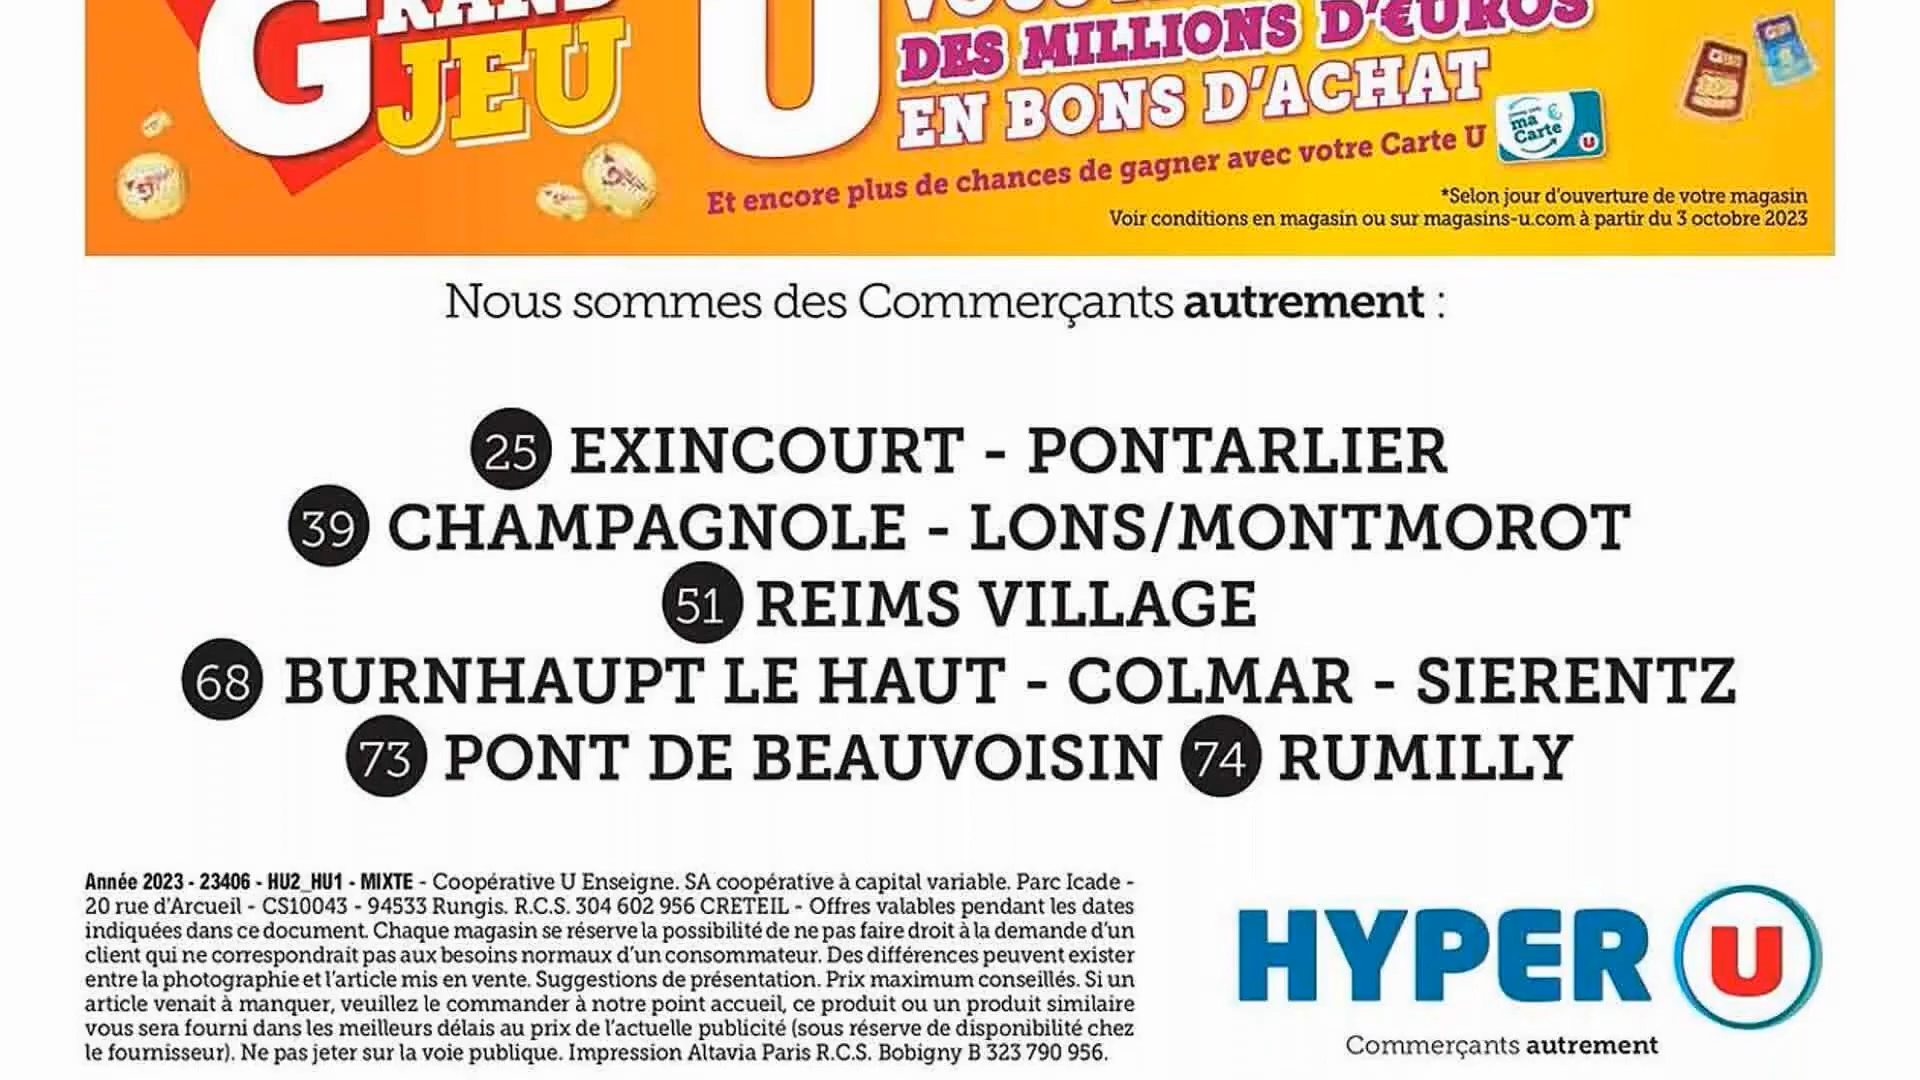 GRAND
JEU
U
DES MILLIONS D'€UROS
EN BONS D'ACHAT
Et encore plus de chances de gagner avec votre Carte U
ma
Carte
U
*Selon jour d'ouverture de votre magasin
Voir conditions en magasin ou sur magasins-u.com à partir du 3 octobre 2023
Nous sommes des Commerçants autrement :
25 EXINCOURT - PONTARLIER
39 CHAMPAGNOLE - LONS/MONTMOROT
51 REIMS VILLAGE
68 BURNHAUPT LE HAUT - COLMAR - SIERENTZ
73 PONT DE BEAUVOISIN 74 RUMILLY
Année 2023 - 23406 - HU2_HU1 - MIXTE - Coopérative U Enseigne. SA coopérative à capital variable. Parc Icade -
20 rue d'Arcueil - CS10043 - 94533 Rungis. R.C.S. 304 602 956 CRETEIL - Offres valables pendant les dates
indiquées dans ce document. Chaque magasin se réserve la possibilité de ne pas faire droit à la demande d'un
client qui ne correspondrait pas aux besoins normaux d'un consommateur. Des différences peuvent exister
entre la photographie et l'article mis en vente. Suggestions de présentation. Prix maximum conseillés. Si un
article venait à manquer, veuillez le commander à notre point accueil, ce produit ou un produit similaire
vous sera fourni dans les meilleurs délais au prix de l'actuelle publicité (sous réserve de disponibilité chez
le fournisseur). Ne pas jeter sur la voie publique. Impression Altavia Paris R.C.S. Bobigny B 323 790 956.
HYPER U
Commerçants autrement